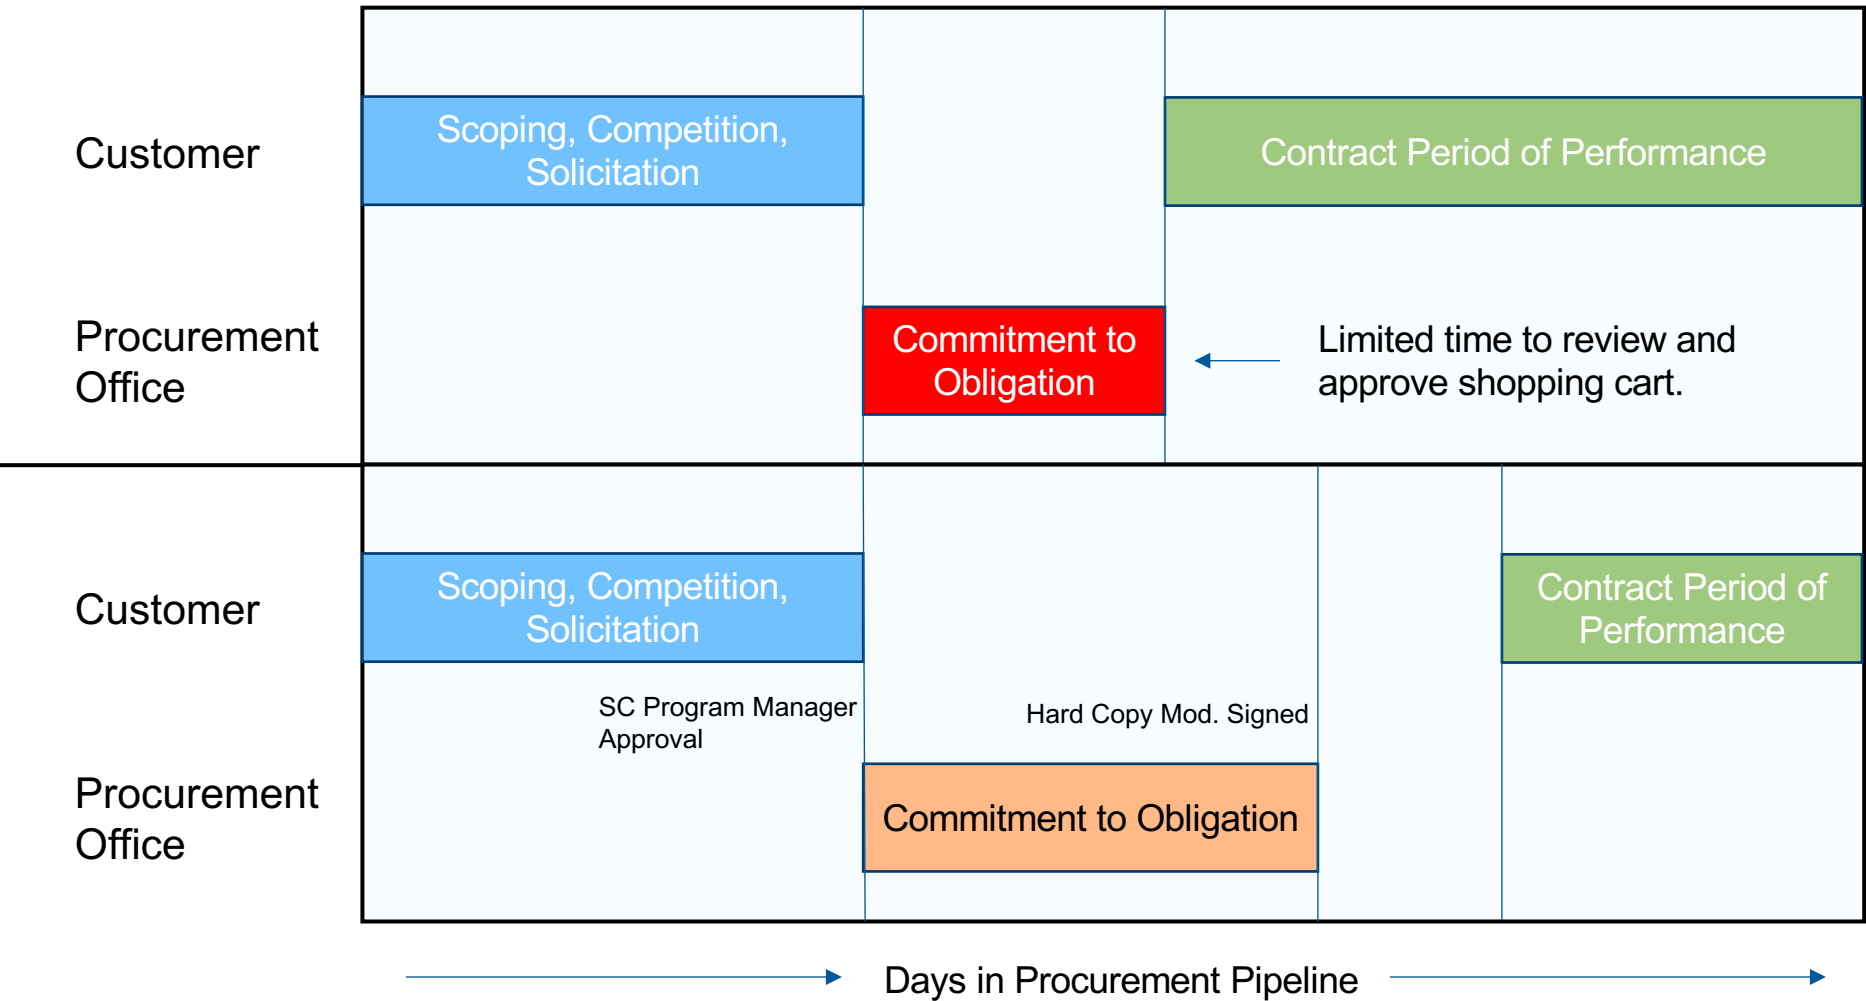 Customer
Scoping, Competition,
Solicitation
Contract Period of Performance
Procurement
Office
Commitment to
Obligation
Limited time to review and
approve shopping cart.
Customer
Scoping, Competition,
Solicitation
Contract Period of
Performance
SC Program Manager
Approval
Hard Copy Mod. Signed
Procurement
Office
Commitment to Obligation
Days in Procurement Pipeline